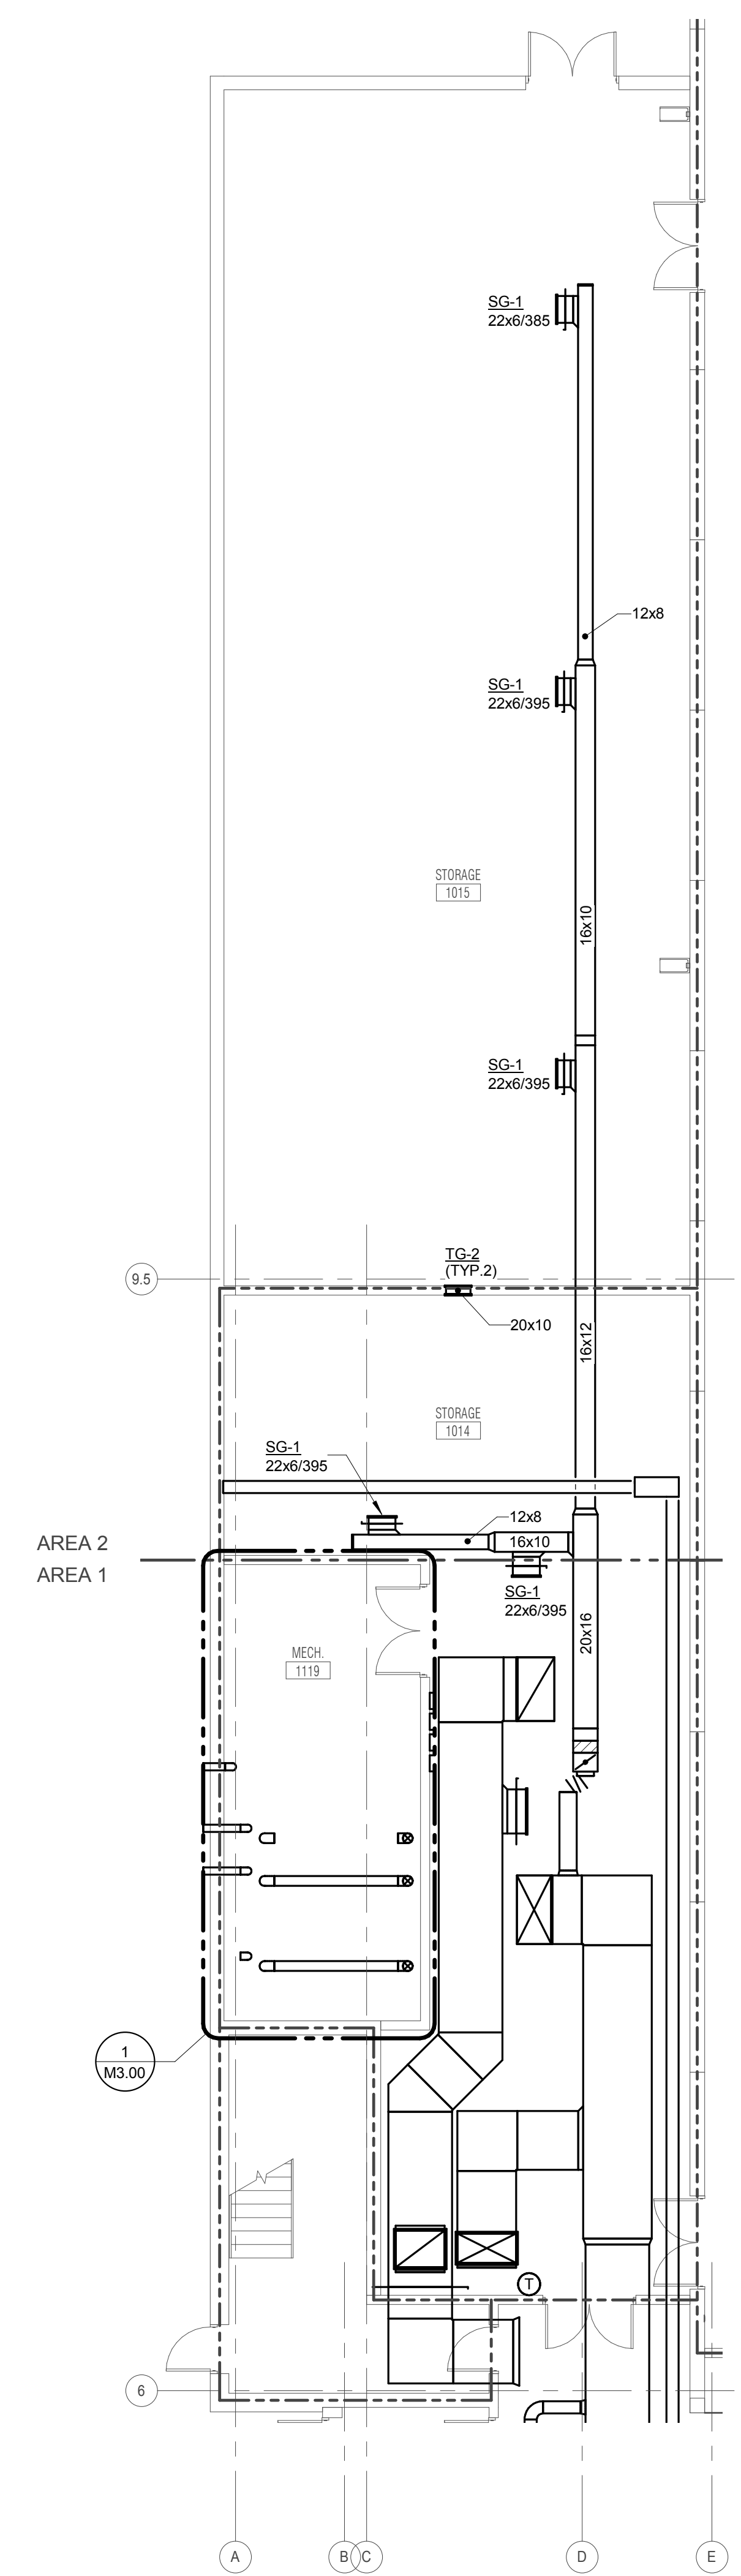 SG-1
22x6/385
12x8
SG-1
22x6/395
STORAGE
1015
16x10
SG-1
22x6/395
TG-2
(TYP.2)
9.5
20x10
16x12
STORAGE
1014
SG-1
22x6/395
12x8
16x10
AREA 2
AREA 1
SG-1
22x6/395
20x16
MECH.
1119
1
M3.00
T
6
A
B
C
D
E